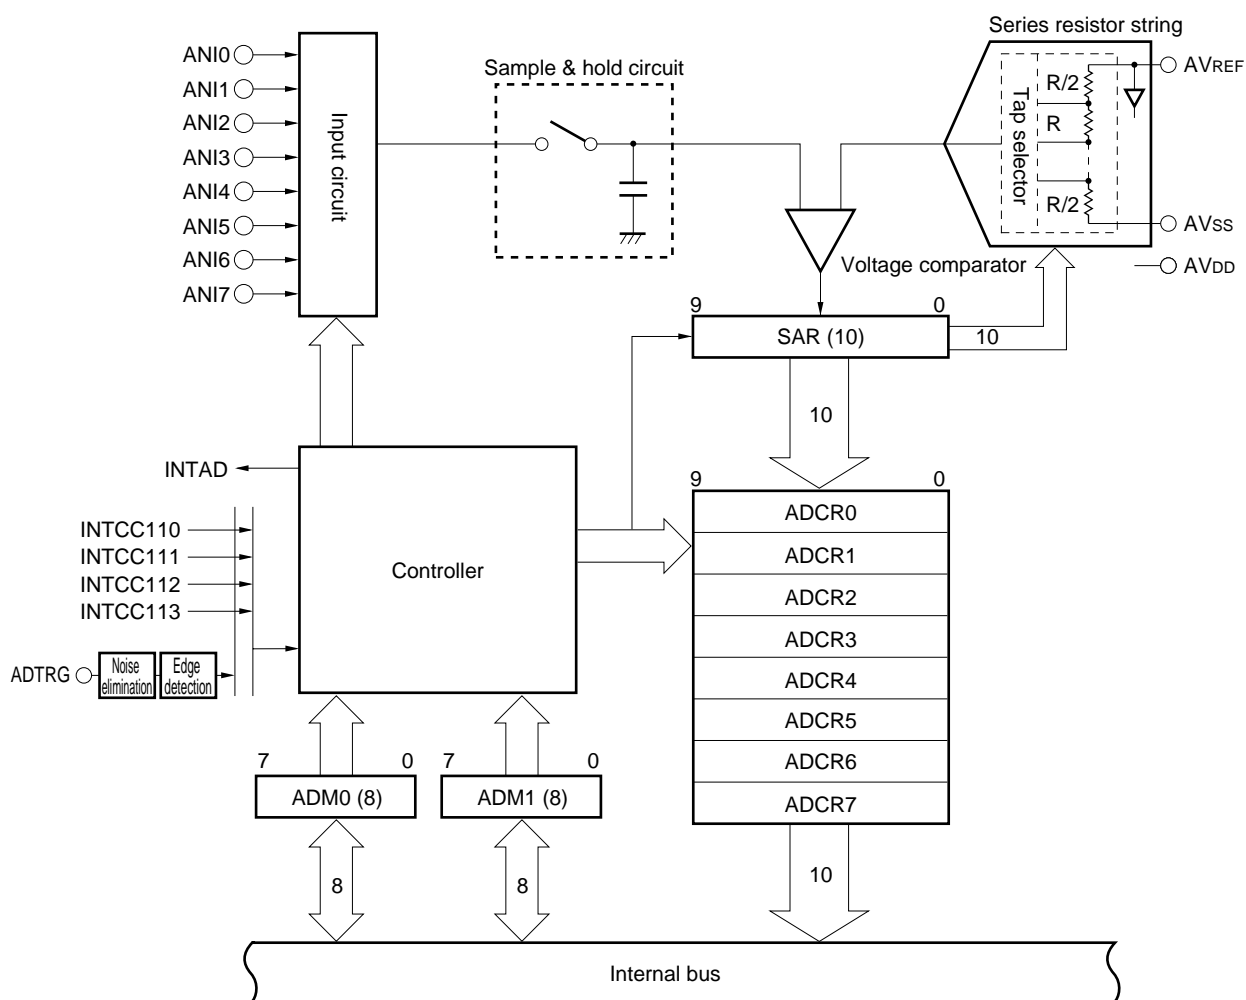 Series resistor string
ANI0
ANI1
ANI2
ANI3
ANI4
ANI5
ANI6
ANI7
Input circuit
Sample & hold circuit
Tap selector
R/2
R
R/2
AVREF
AVSS
AVDD
Voltage comparator
9
0
SAR (10)
10
10
INTAD
INTCC110
INTCC111
INTCC112
INTCC113
ADTRG
Noise
elimination
Edge
detection
Controller
9
0
ADCR0
ADCR1
ADCR2
ADCR3
ADCR4
ADCR5
ADCR6
ADCR7
7
0
ADM0 (8)
7
0
ADM1 (8)
8
8
10
Internal bus